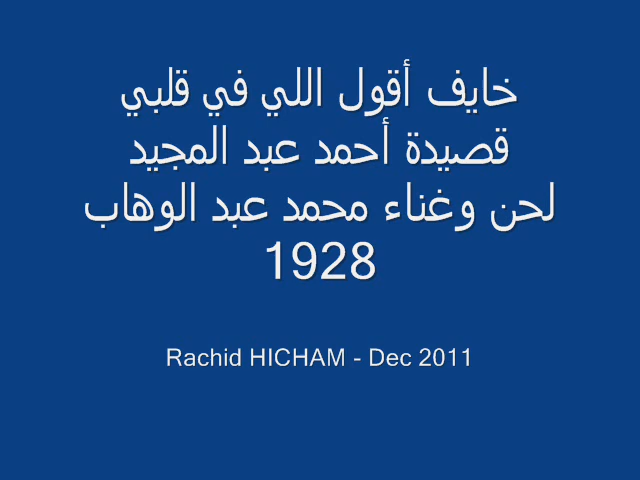 خايف أقول اللي في قلبي
قصيدة أحمد عبد المجيد
لحن وغناء محمد عبد الوهاب
1928
Rachid HICHAM - Dec 2011